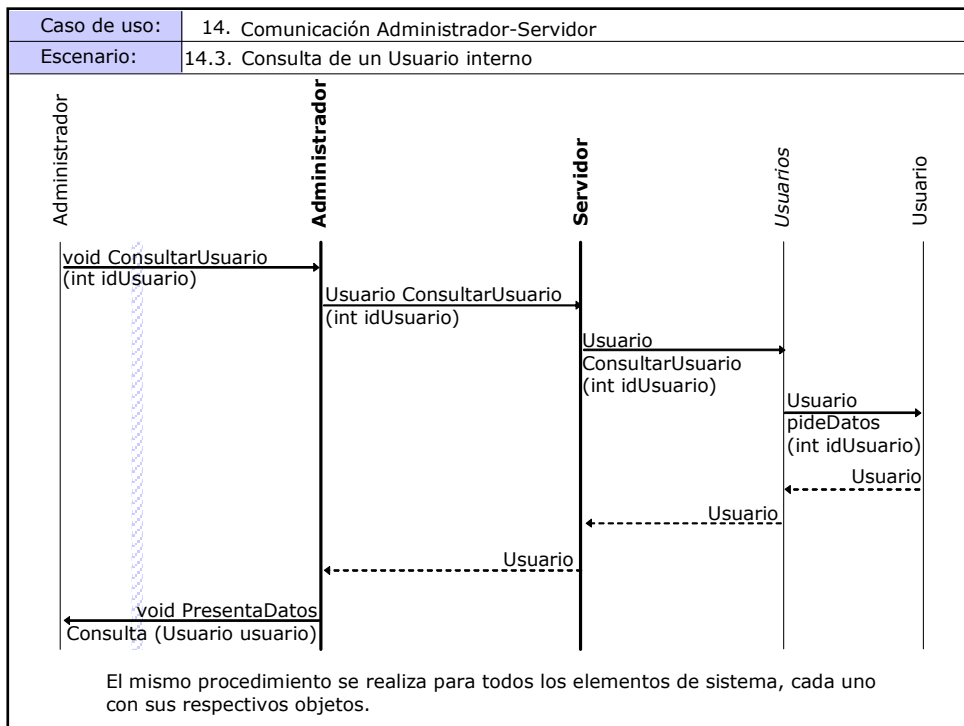 Caso de uso: 14. Comunicación Administrador-Servidor
Escenario: 14.3. Consulta de un Usuario interno
Administrador
Administrador
Servidor
Usuarios
Usuario
void ConsultarUsuario
(int idUsuario)
Usuario ConsultarUsuario
(int idUsuario)
Usuario
ConsultarUsuario
(int idUsuario)
Usuario
pideDatos
(int idUsuario)
Usuario
Usuario
Usuario
void PresentaDatos
Consulta (Usuario usuario)
El mismo procedimiento se realiza para todos los elementos de sistema, cada uno
con sus respectivos objetos.